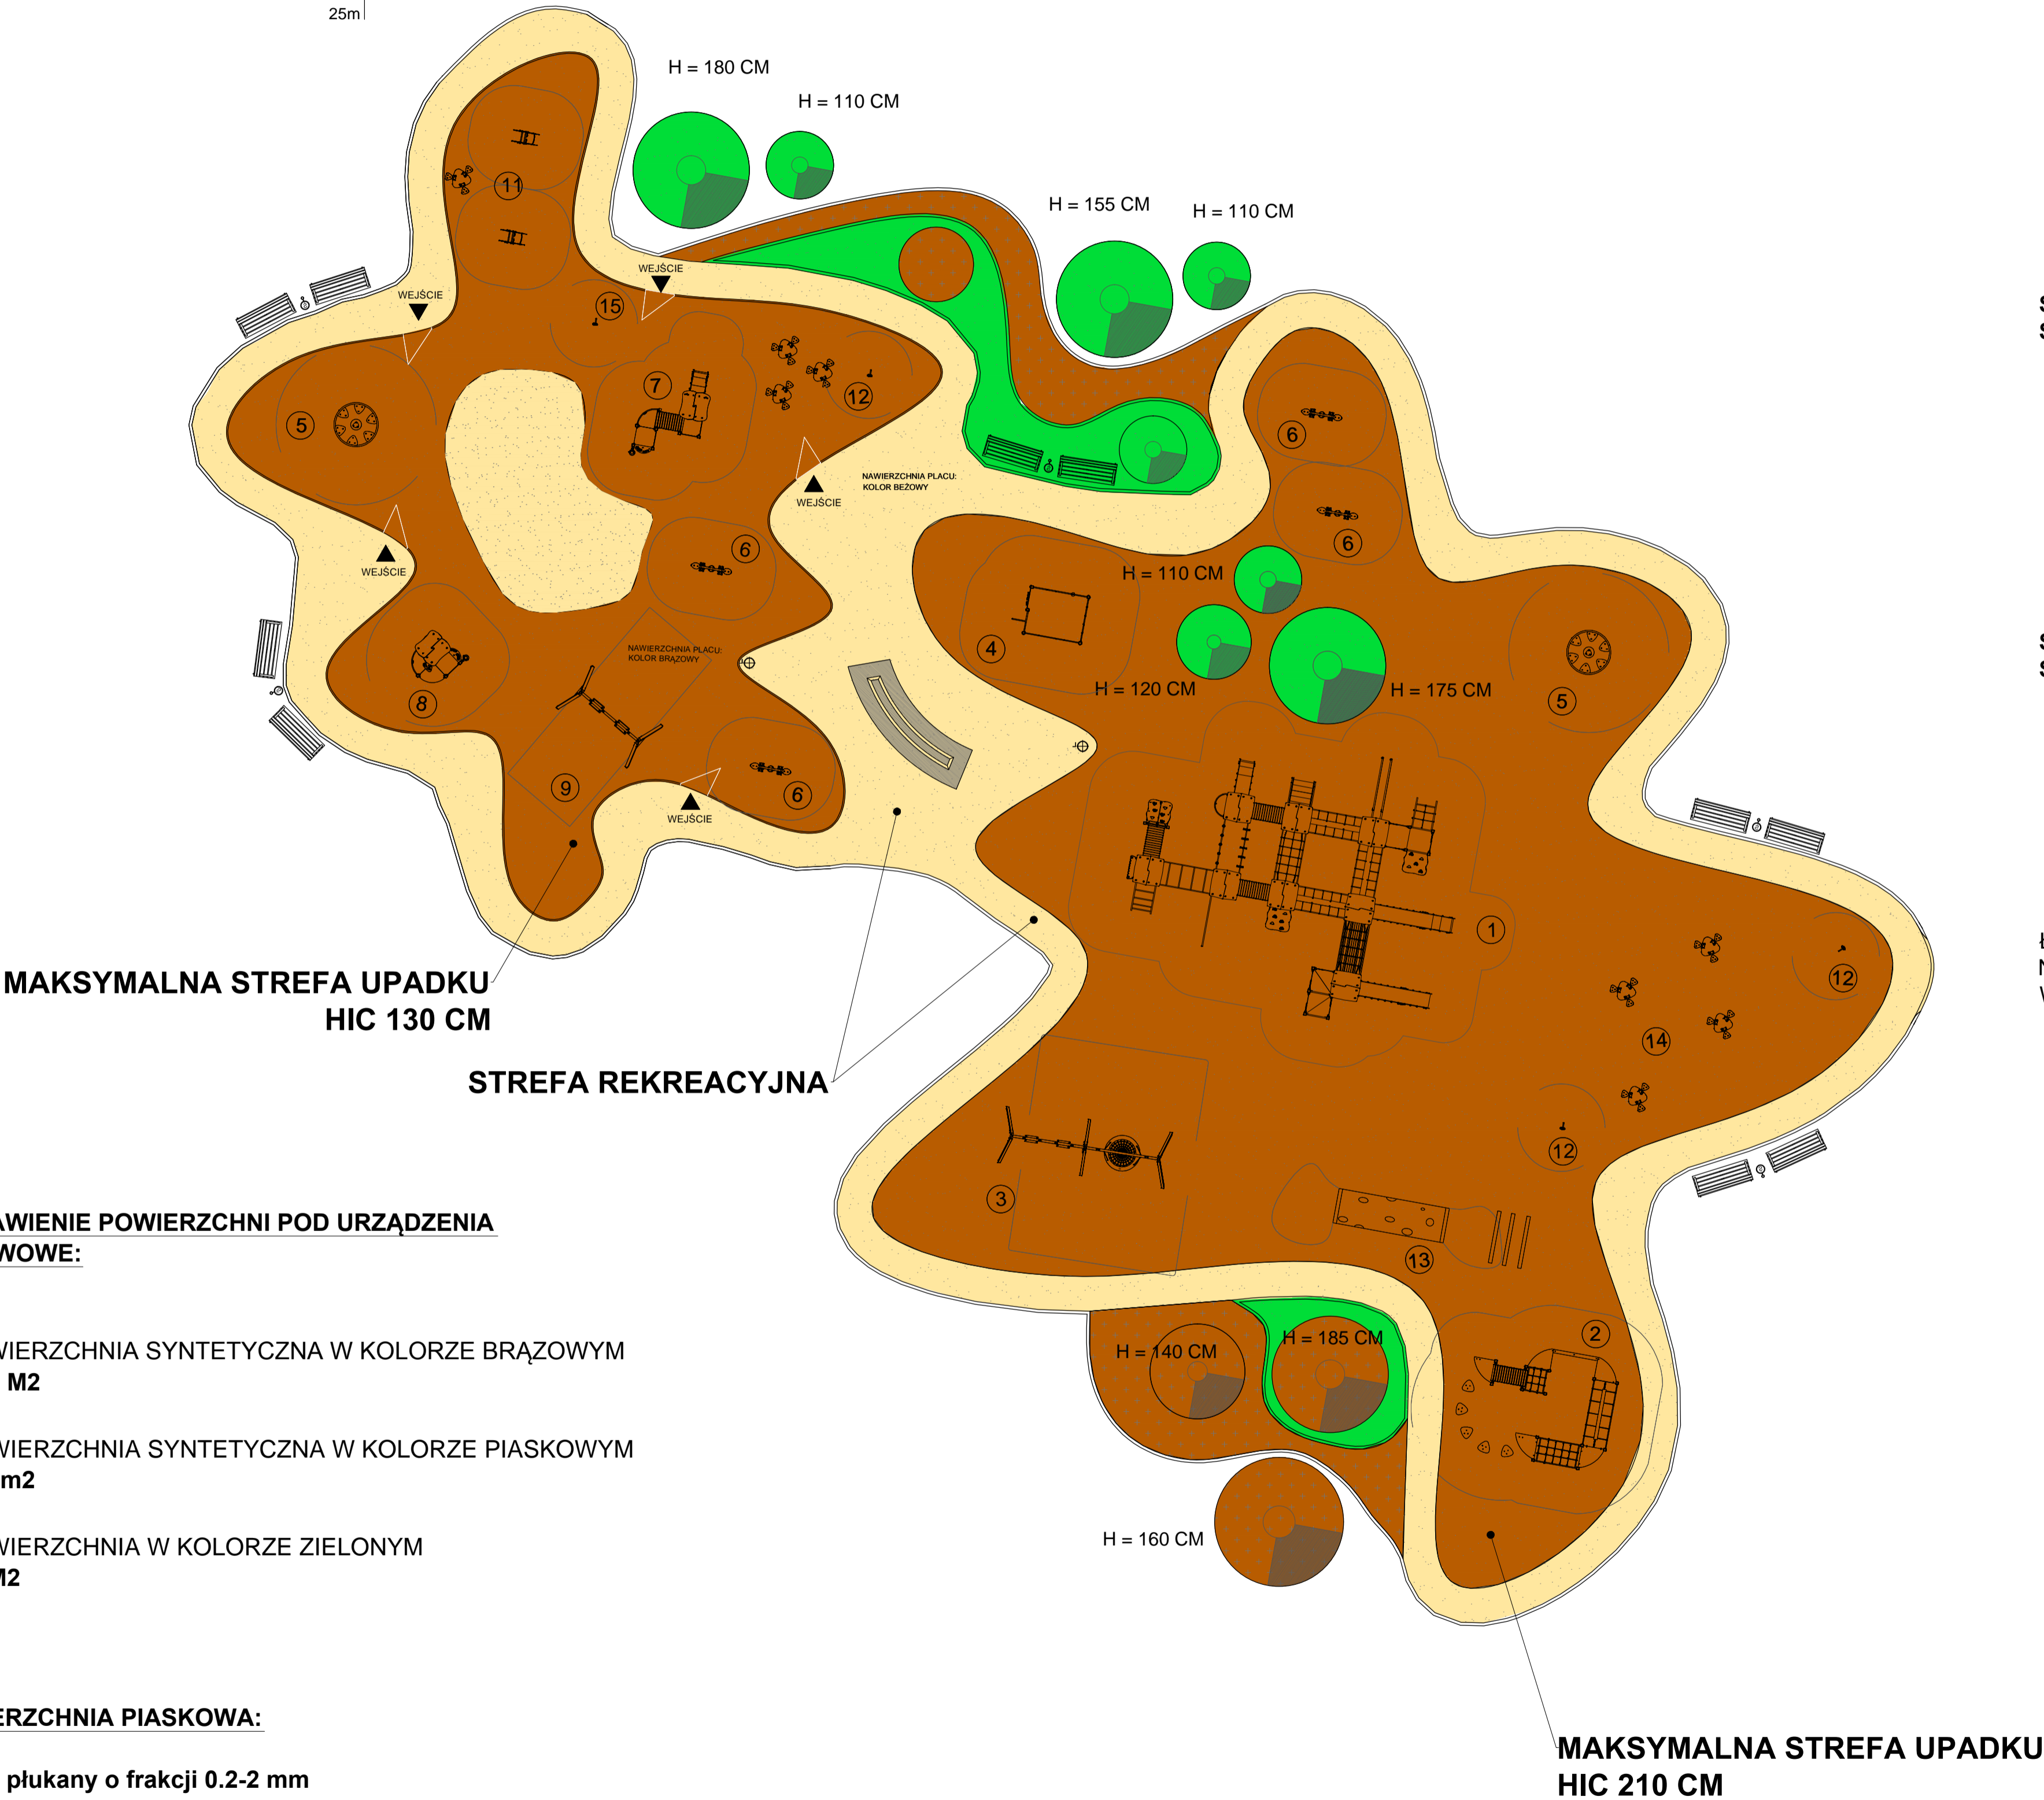 25m
H = 180 CM
H = 110 CM
H = 155 CM
H = 110 CM
11
WEJŚCIE
WEJŚCIE
15
7
12
5
6
NAWIERZCHNIA PLACU:
KOLOR BEŻOWY
WEJŚCIE
6
6
WEJŚCIE
H = 110 CM
4
NAWIERZCHNIA PLACU:
KOLOR BRĄZOWY
H = 120 CM
H = 175 CM
8
5
9
6
WEJŚCIE
1
12
MAKSYMALNA STREFA UPADKU
HIC 130 CM
14
STREFA REKREACYJNA
12
3
AWIENIE POWIERZCHNI POD URZĄDZENIA
WOWE:
13
2
H = 185 CM
H = 140 CM
WIERZCHNIA SYNTETYCZNA W KOLORZE BRĄZOWYM
M2
WIERZCHNIA SYNTETYCZNA W KOLORZE PIASKOWYM
m2
H = 160 CM
WIERZCHNIA W KOLORZE ZIELONYM
M2
ERZCHNIA PIASKOWA:
płukany o frakcji 0.2-2 mm
MAKSYMALNA STREFA UPADKU
HIC 210 CM